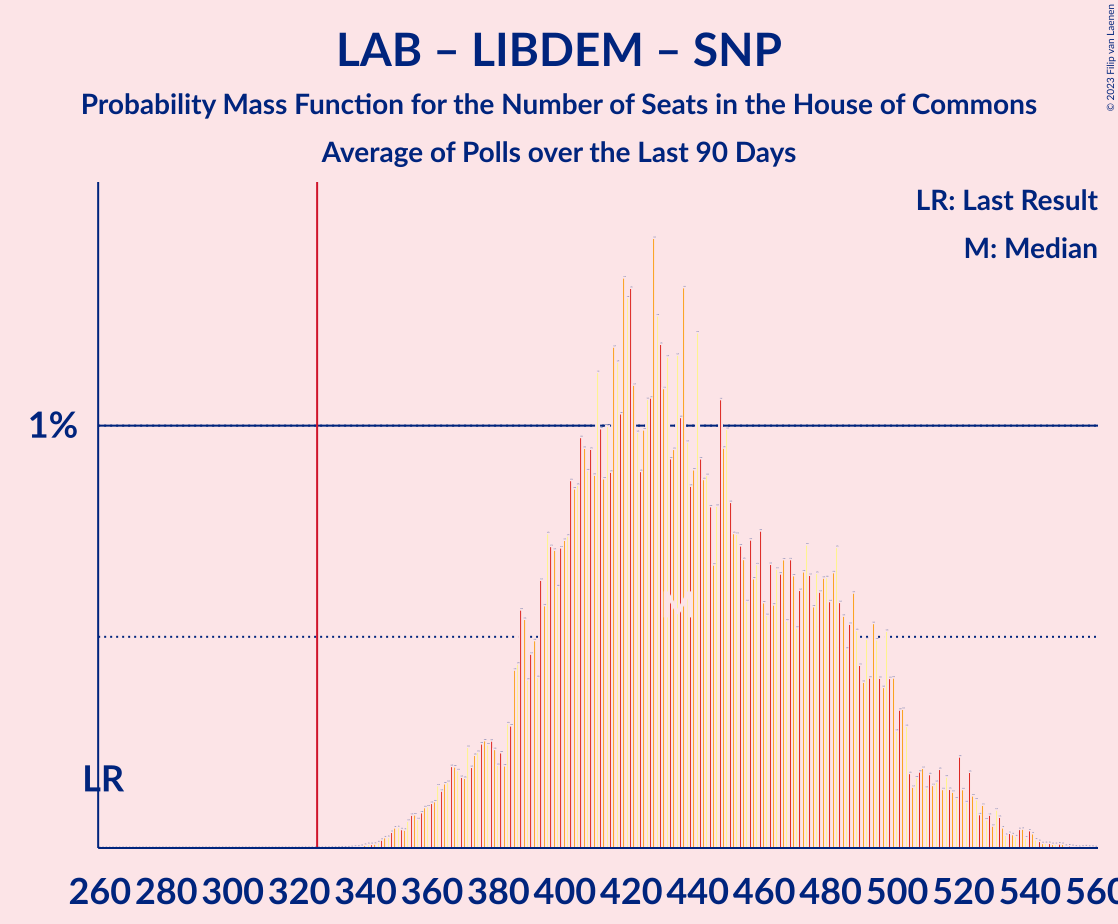 LAB – LIBDEM – SNP
Probability Mass Function for the Number of Seats in the House of Commons
Average of Polls over the Last 90 Days
© 2023 Filip van Laenen
LR: Last Result
M: Median
1%
M
LR
260 280 300 320 340 360 380 400 420 440 460 480 500 520 540 560